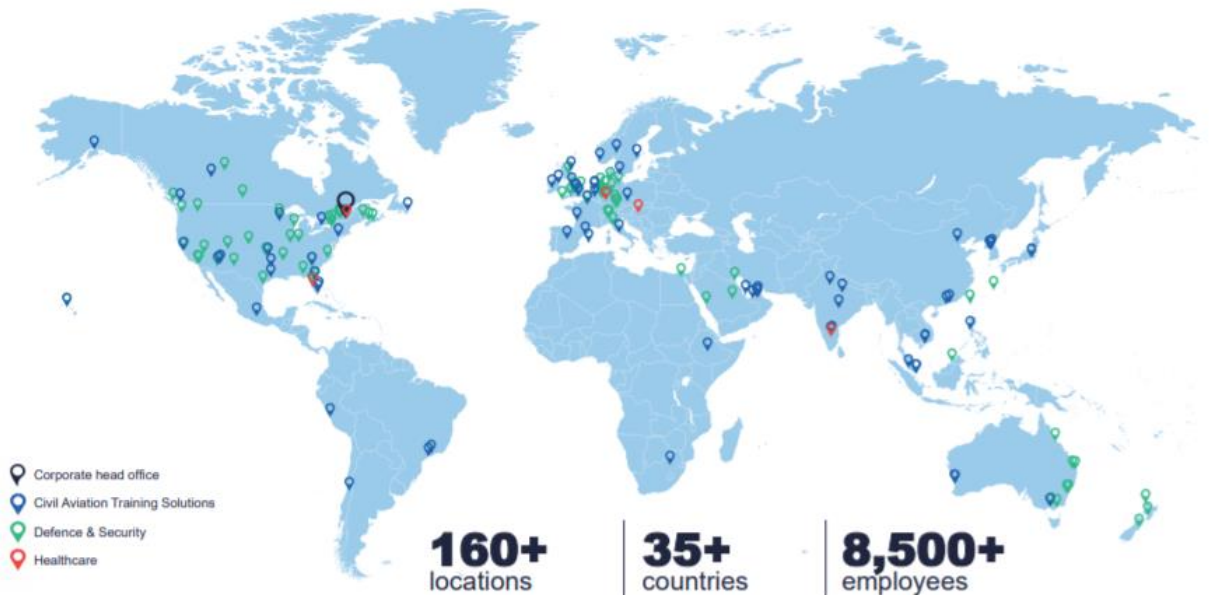 Corporate head office
Civil Aviation Training Solutions
Defence & Security
Healthcare
160+
locations
35+
countries
8,500+
employees